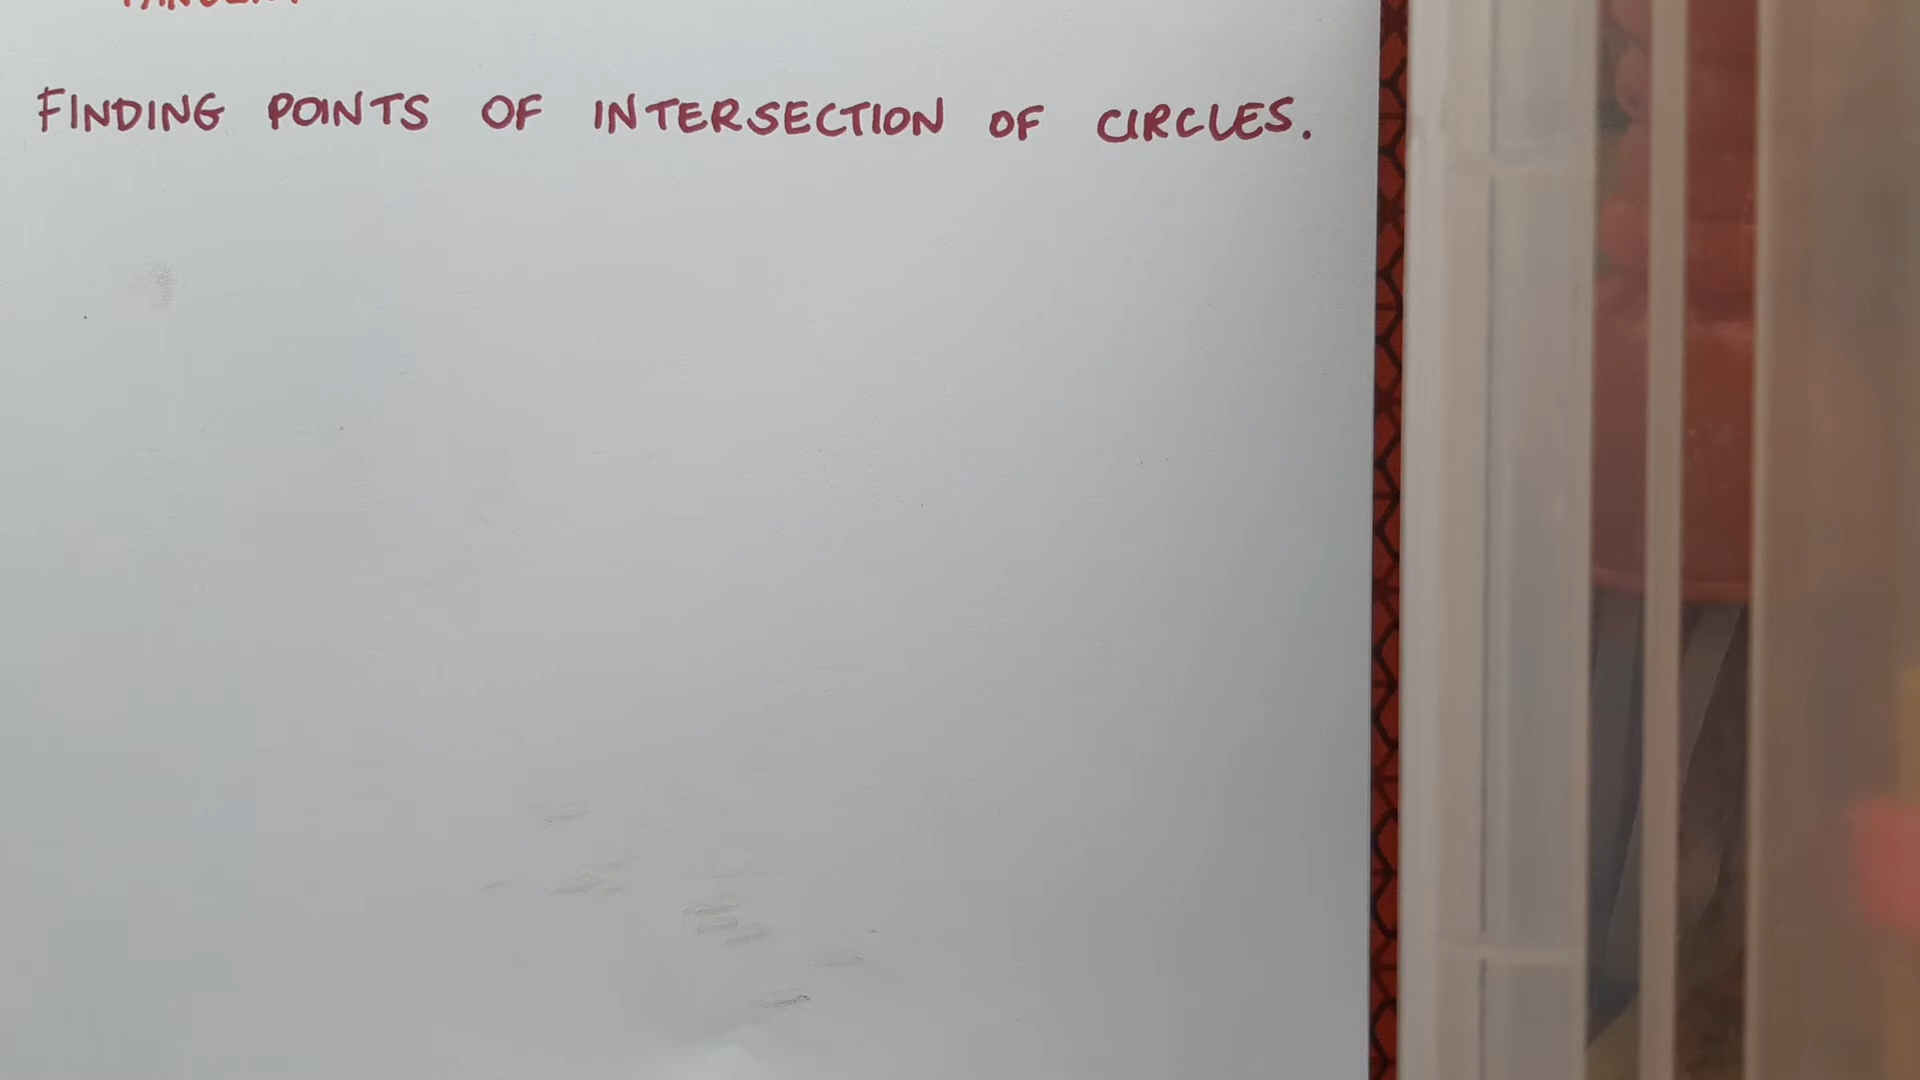 FINDING POINTS OF INTERSECTION OF CIRCLES.